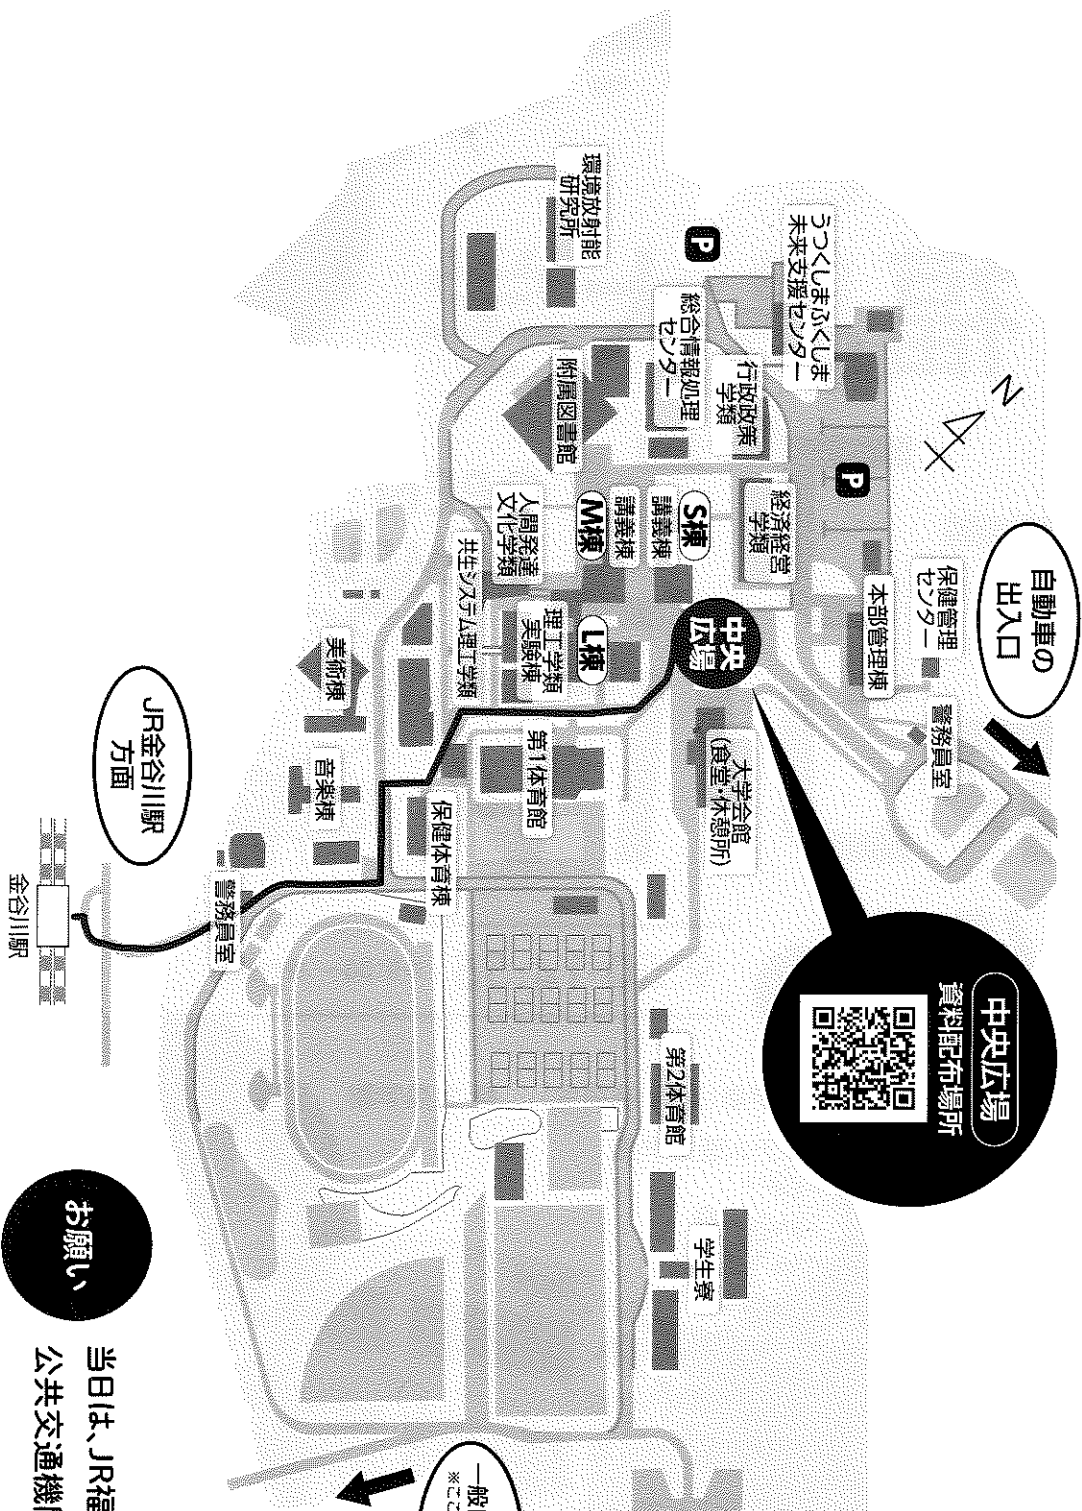 自動車の
出入口
中央広場
資料配布場所
保健管理
センター
警務員室
本部管理棟
P
N
うつくしまふくしま
未来支援センター
経済経営
学類
行政政策
学類
中央
広場
大学会館
(食堂・休憩所)
P
総合情報処理
センター
S棟
講義棟
講義棟
M棟
L棟
理工学類
実験棟
第2体育館
学生寮
環境放射能
研究所
附属図書館
人間発達
文化学類
共生システム理工学類
第1体育館
保健体育棟
美術棟
音楽棟
警務員室
JR金谷川駅
方面
金谷川駅
お願い
当日は、JR福
公共交通機
一般
※ここ